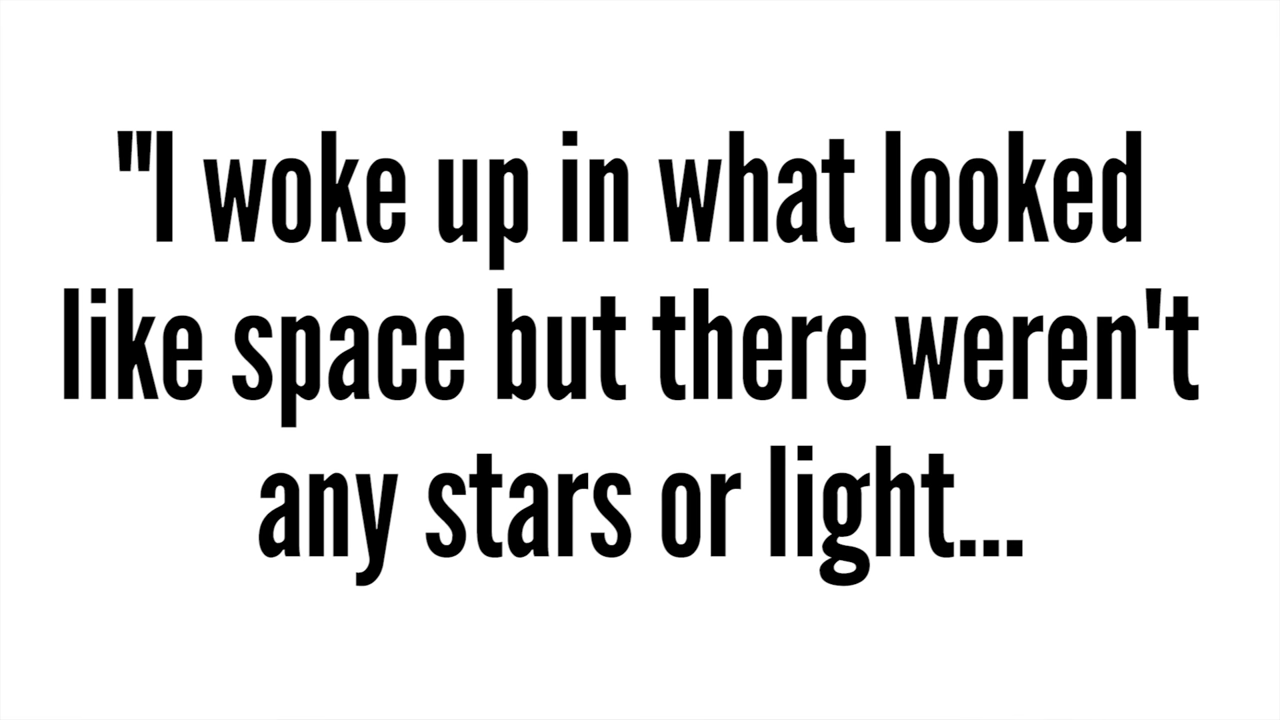 "I woke up in what looked
like space but there weren't
any stars or light...